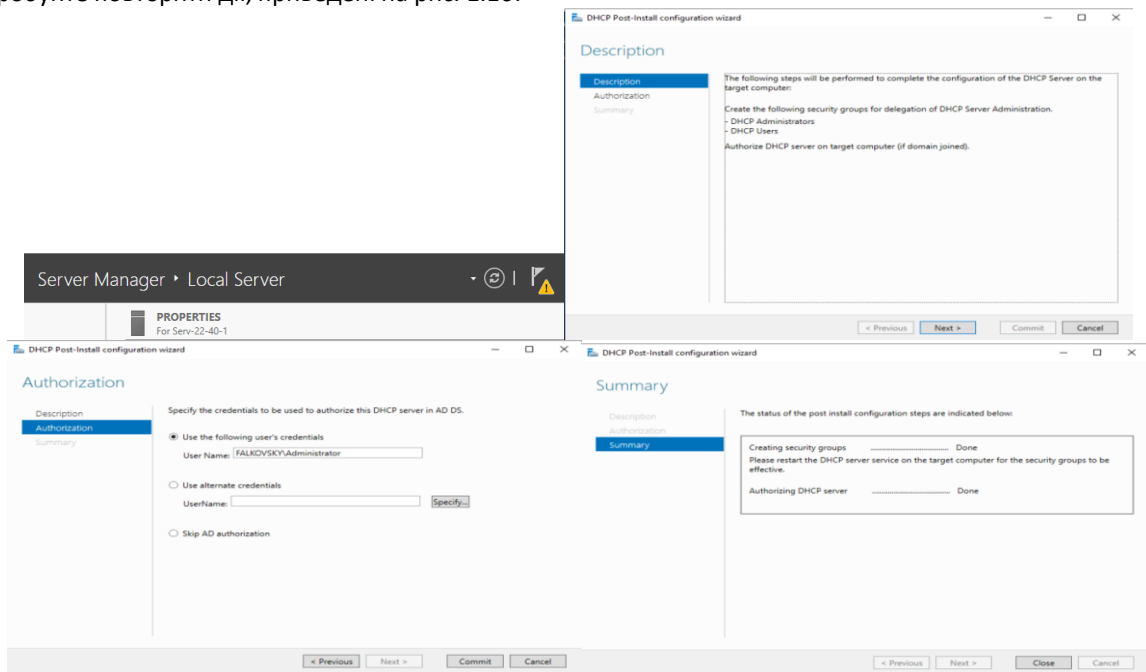 повторити дії, приведені на рис. 1.26.
DHCP Post-Install configuration wizard
Description
Description
Authorization
Summary
The following steps will be performed to complete the configuration of the DHCP Server on the
target computer:
Create the following security groups for delegation of DHCP Server Administration.
- DHCP Administrators
- DHCP Users
Authorize DHCP server on target computer (if domain joined).
< Previous Next > Commit Cancel
Server Manager ‣ Local Server
PROPERTIES
For Serv-22-40-1
DHCP Post-Install configuration wizard
Authorization
Description
Authorization
Summary
Specify the credentials to be used to authorize this DHCP server in AD DS.
Use the following user's credentials
User Name: FALKOVSKY\Administrator
Use alternate credentials
UserName: Specify...
Skip AD authorization
< Previous Next > Commit Cancel
DHCP Post-Install configuration wizard
Summary
Description
Authorization
Summary
The status of the post install configuration steps are indicated below:
Creating security groups ................................ Done
Please restart the DHCP server service on the target computer for the security groups to be
effective.
Authorizing DHCP server ................................ Done
< Previous Next > Close Cancel